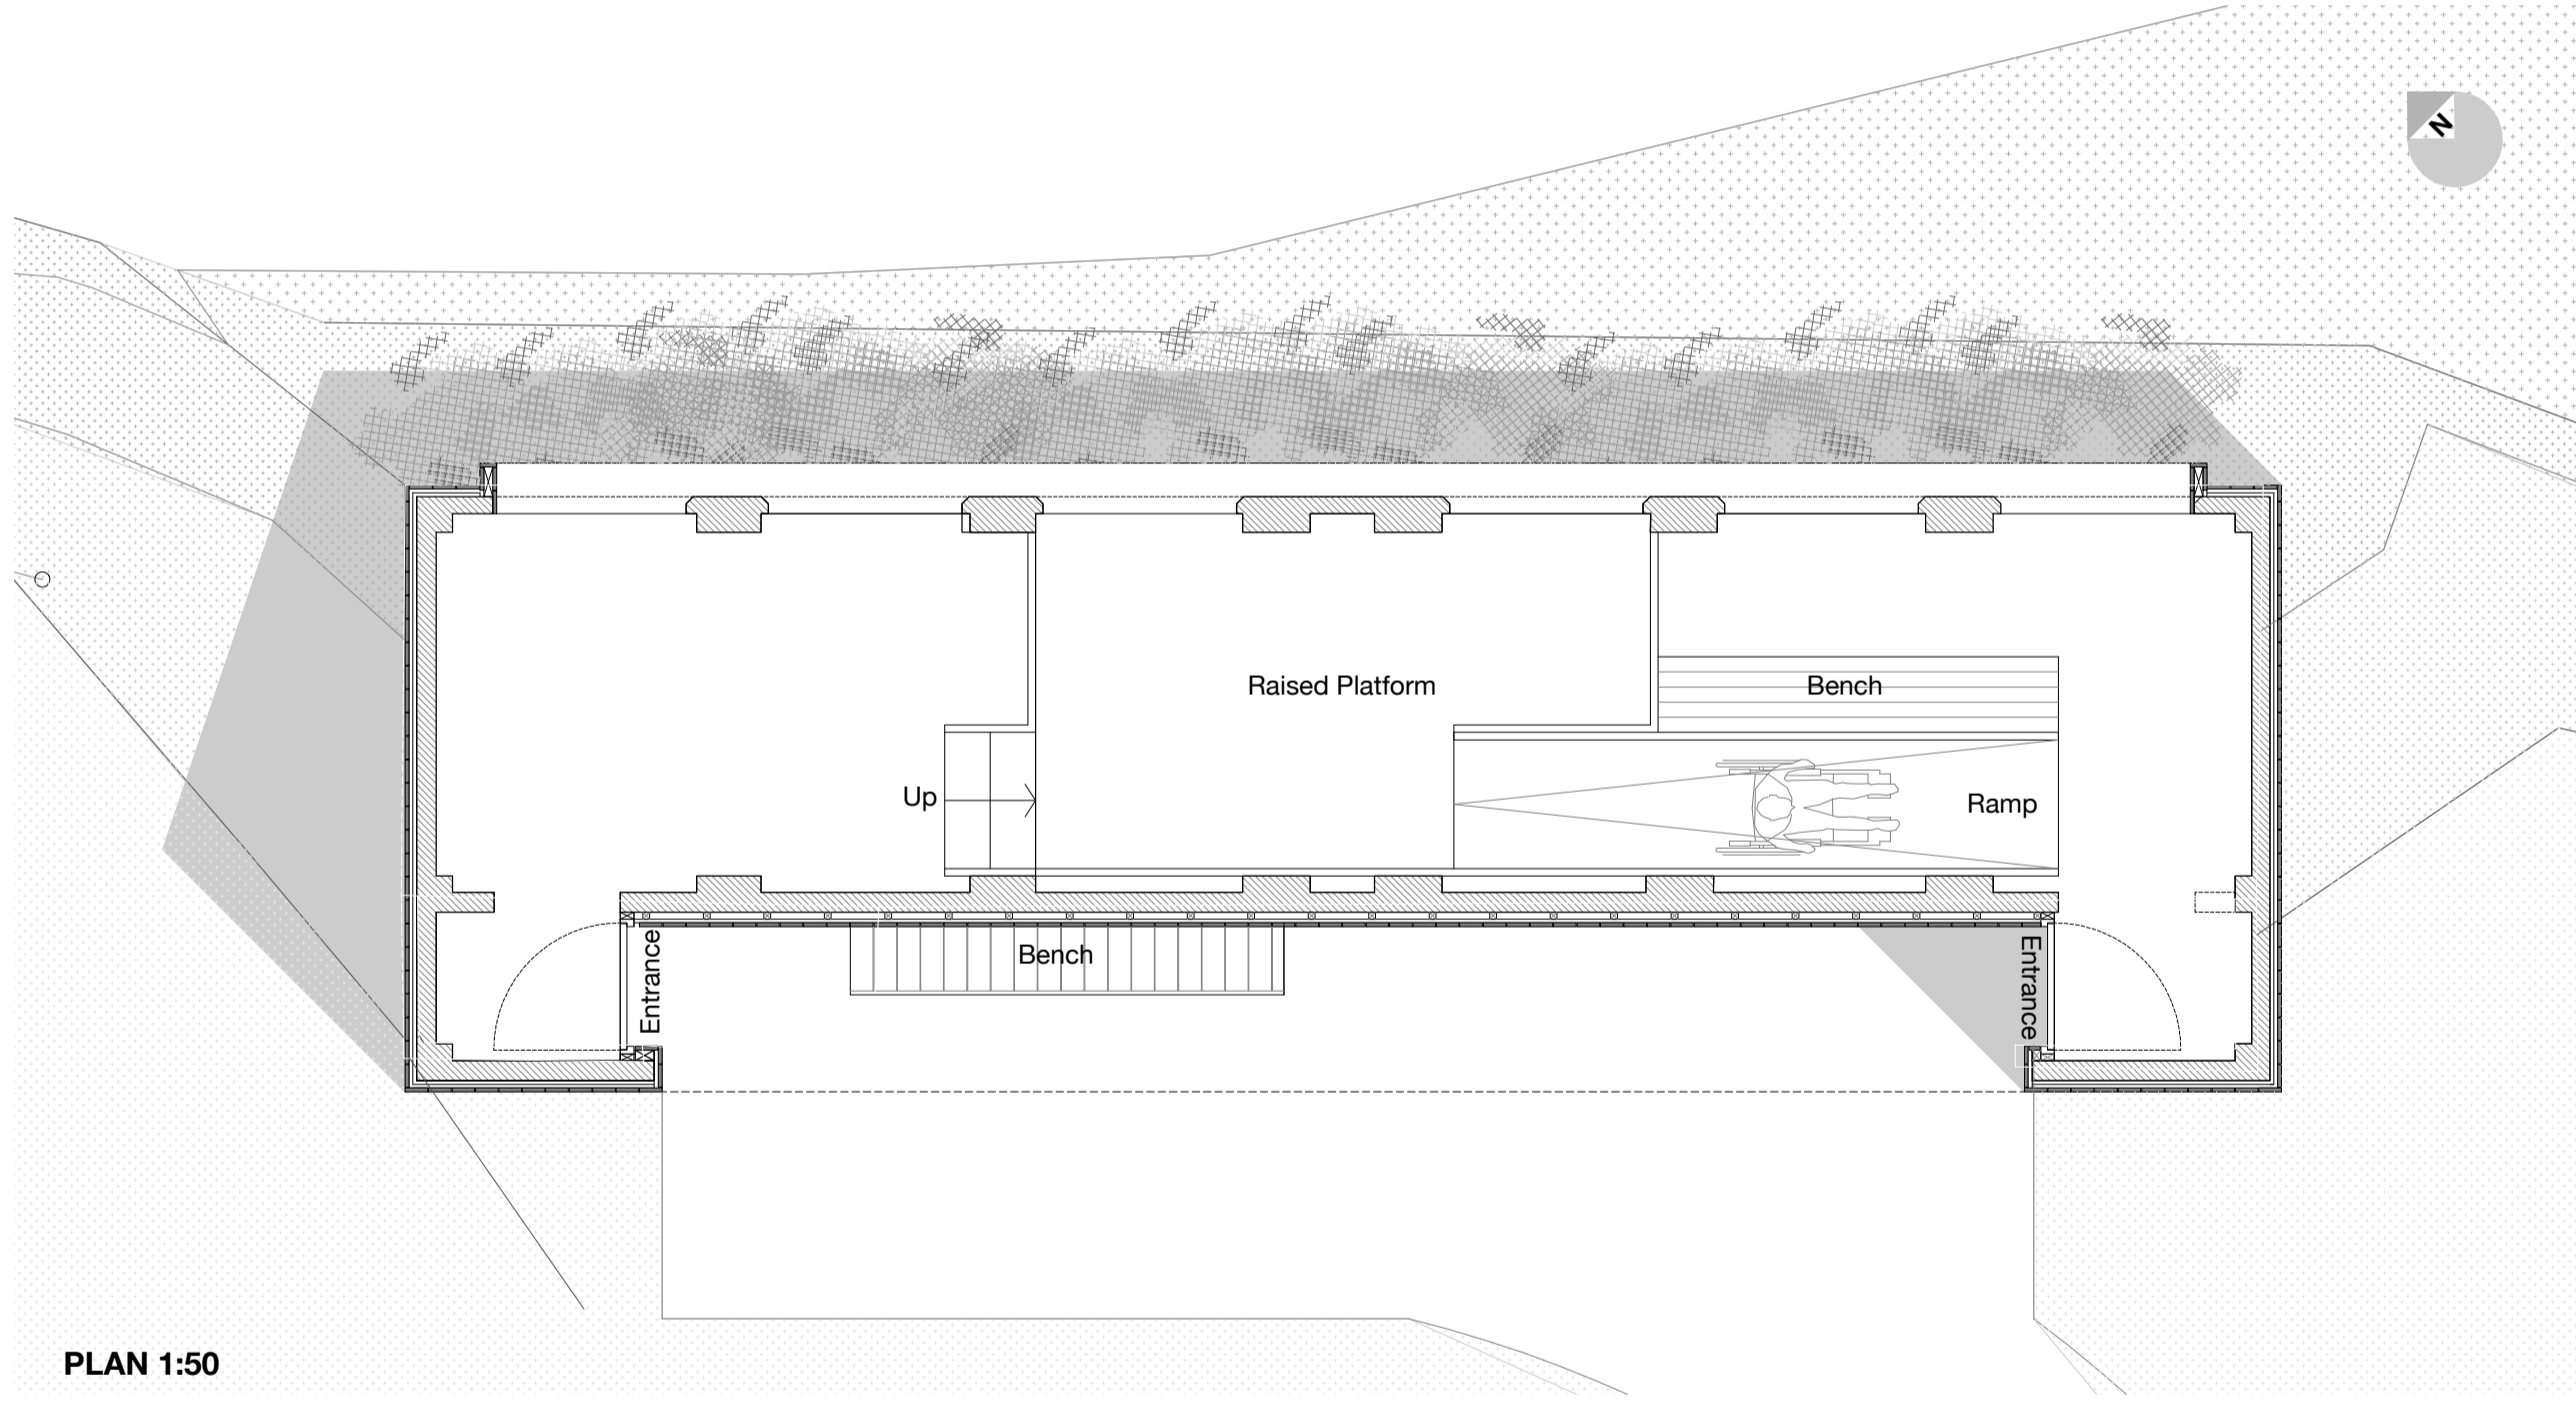 N
Raised Platform
Bench
Up
Ramp
Entrance
Bench
Entrance
PLAN 1:50